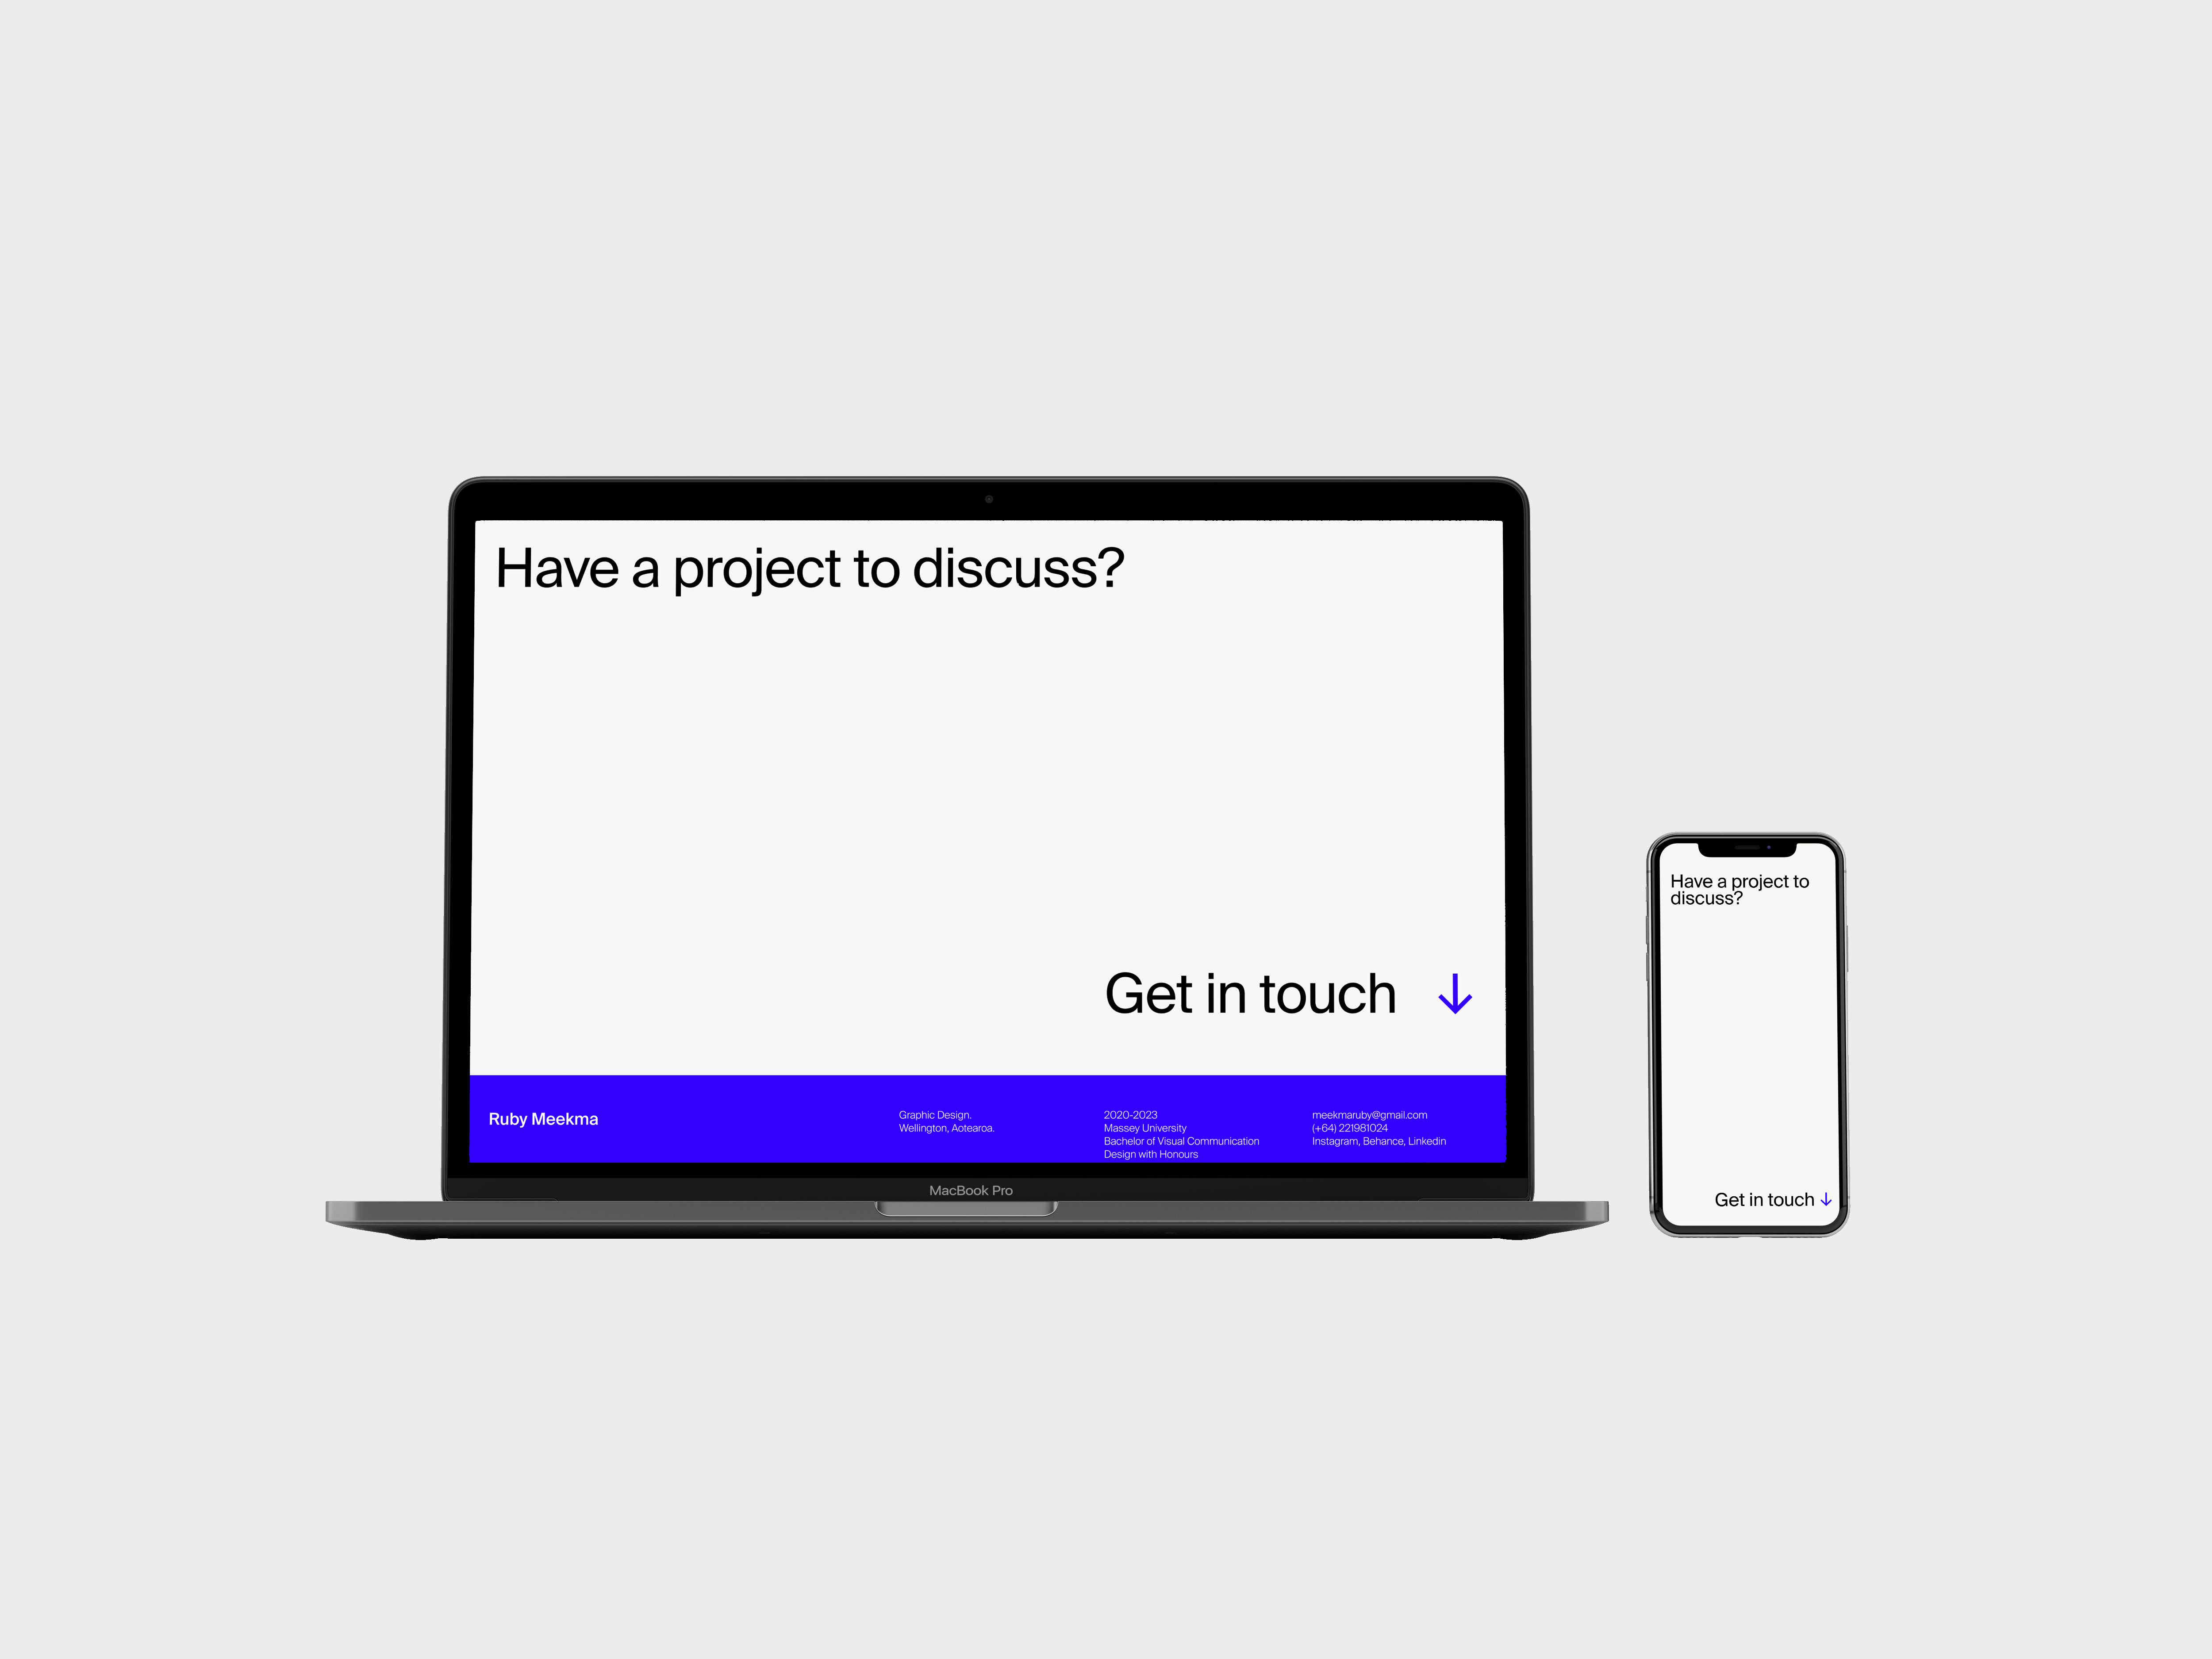 Have a project to discuss?
Get in touch ↓
Ruby Meekma
Graphic Design.
Wellington, Aotearoa.
2020-2023
Massey University
Bachelor of Visual Communication
Design with Honours
meekmaruby@gmail.com
(+64) 221981024
Instagram, Behance, Linkedin
MacBook Pro
Have a project to
discuss?
Get in touch ↓